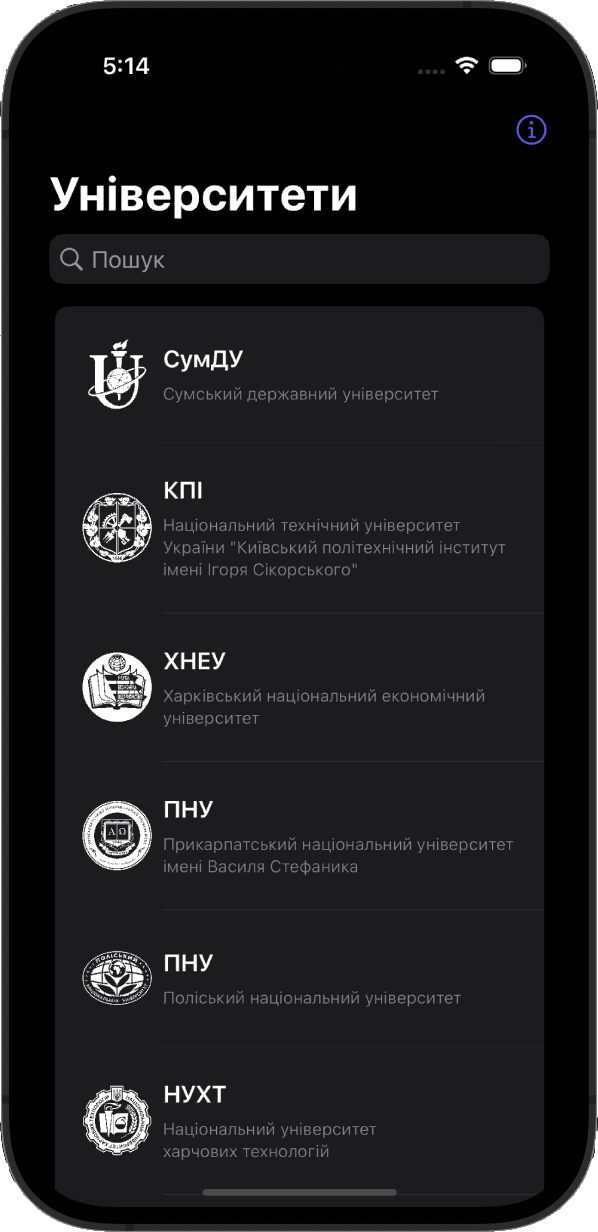 5:14
Університети
Пошук
СумДУ
Сумський державний університет
КПІ
Національний технічний університет
України "Київський політехнічний інститут
імені Ігоря Сікорського"
ХНЕУ
Харківський національний економічний
університет
ПНУ
Прикарпатський національний університет
імені Василя Стефаника
ПНУ
Поліський національний університет
НУХТ
Національний університет
харчових технологій